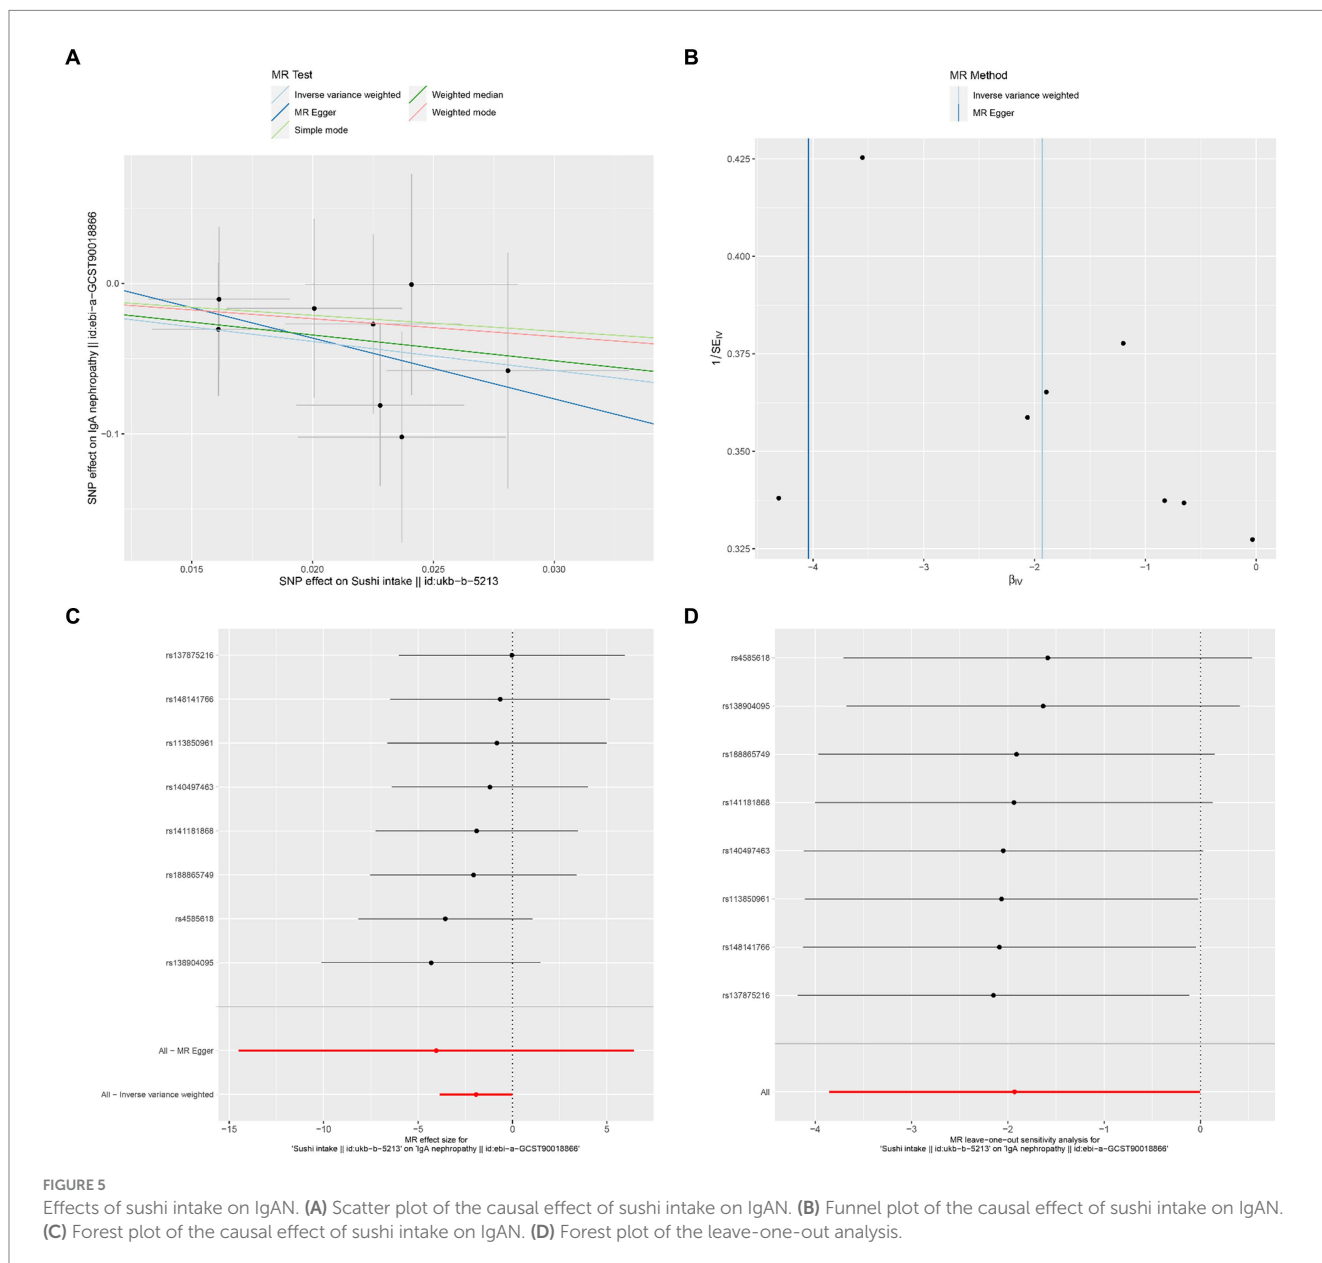 A
MR Test
Inverse variance weighted
Weighted median
MR Egger
Weighted mode
Simple mode
SNP effect on IgA nephropathy || id:ebi-a-GCST90018866
0.0
-0.1
0.015
0.020
0.025
0.030
SNP effect on Sushi intake || id:ukb-b-5213
B
MR Method
Inverse variance weighted
MR Egger
1/SE_IV
0.425
0.400
0.375
0.350
0.325
-4
-3
-2
-1
0
β_IV
C
rs137875216
rs148141766
rs113850961
rs140497463
rs141181868
rs188865749
rs4585618
rs138904095
All - MR Egger
All - Inverse variance weighted
-15
-10
-5
0
5
MR effect size for
'Sushi intake || id:ukb-b-5213' on 'IgA nephropathy || id:ebi-a-GCST90018866'
D
rs4585618
rs138904095
rs188865749
rs141181868
rs140497463
rs113850961
rs148141766
rs137875216
All
-4
-3
-2
-1
0
MR leave-one-out sensitivity analysis for
'Sushi intake || id:ukb-b-5213' on 'IgA nephropathy || id:ebi-a-GCST90018866'
FIGURE 5
Effects of sushi intake on IgAN. (A) Scatter plot of the causal effect of sushi intake on IgAN. (B) Funnel plot of the causal effect of sushi intake on IgAN.
(C) Forest plot of the causal effect of sushi intake on IgAN. (D) Forest plot of the leave-one-out analysis.